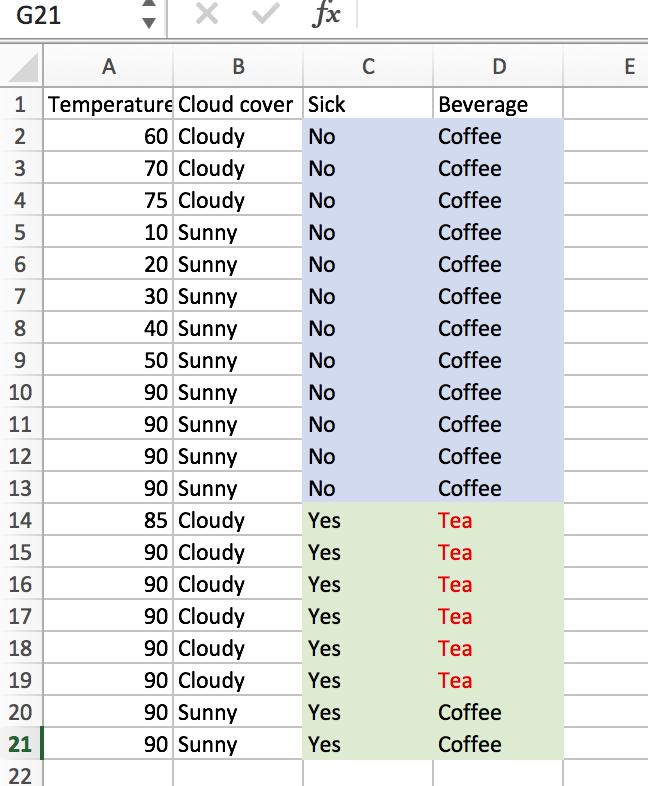 G21 fx
A B C D E
1 Temperature Cloud cover Sick Beverage
2 60 Cloudy No Coffee
3 70 Cloudy No Coffee
4 75 Cloudy No Coffee
5 10 Sunny No Coffee
6 20 Sunny No Coffee
7 30 Sunny No Coffee
8 40 Sunny No Coffee
9 50 Sunny No Coffee
10 90 Sunny No Coffee
11 90 Sunny No Coffee
12 90 Sunny No Coffee
13 90 Sunny No Coffee
14 85 Cloudy Yes Tea
15 90 Cloudy Yes Tea
16 90 Cloudy Yes Tea
17 90 Cloudy Yes Tea
18 90 Cloudy Yes Tea
19 90 Cloudy Yes Tea
20 90 Sunny Yes Coffee
21 90 Sunny Yes Coffee
22